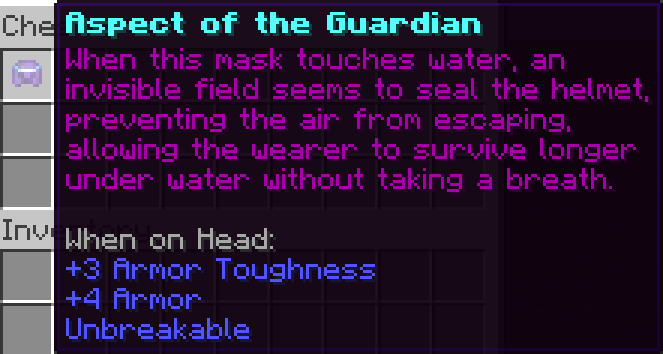 Aspect of the Guardian
When this mask touches water, an
invisible field seems to seal the helmet,
preventing the air from escaping,
allowing the wearer to survive longer
under water without taking a breath.
When on Head:
+3 Armor Toughness
+4 Armor
Unbreakable